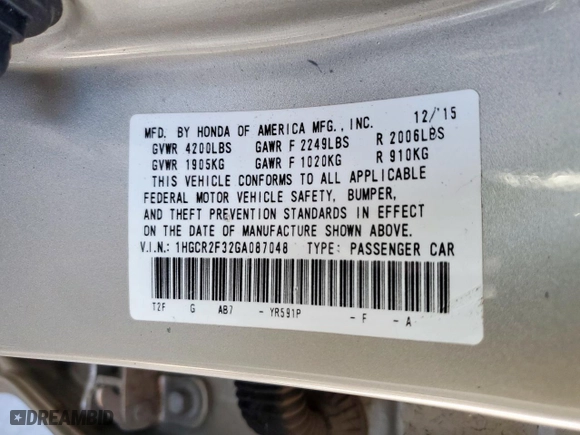 12/'15
MFD. BY HONDA OF AMERICA MFG., INC.
GVWR 4200LBS GAWR F 2249LBS R 2006LBS
GVWR 1905KG GAWR F 1020KG R 910KG
THIS VEHICLE CONFORMS TO ALL APPLICABLE
FEDERAL MOTOR VEHICLE SAFETY, BUMPER,
AND THEFT PREVENTION STANDARDS IN EFFECT
ON THE DATE OF MANUFACTURE SHOWN ABOVE.
V.I.N.: 1HGCR2F32GA087048 TYPE: PASSENGER CAR
T2F G AB7 - YR591P - F - A
DREAMBID